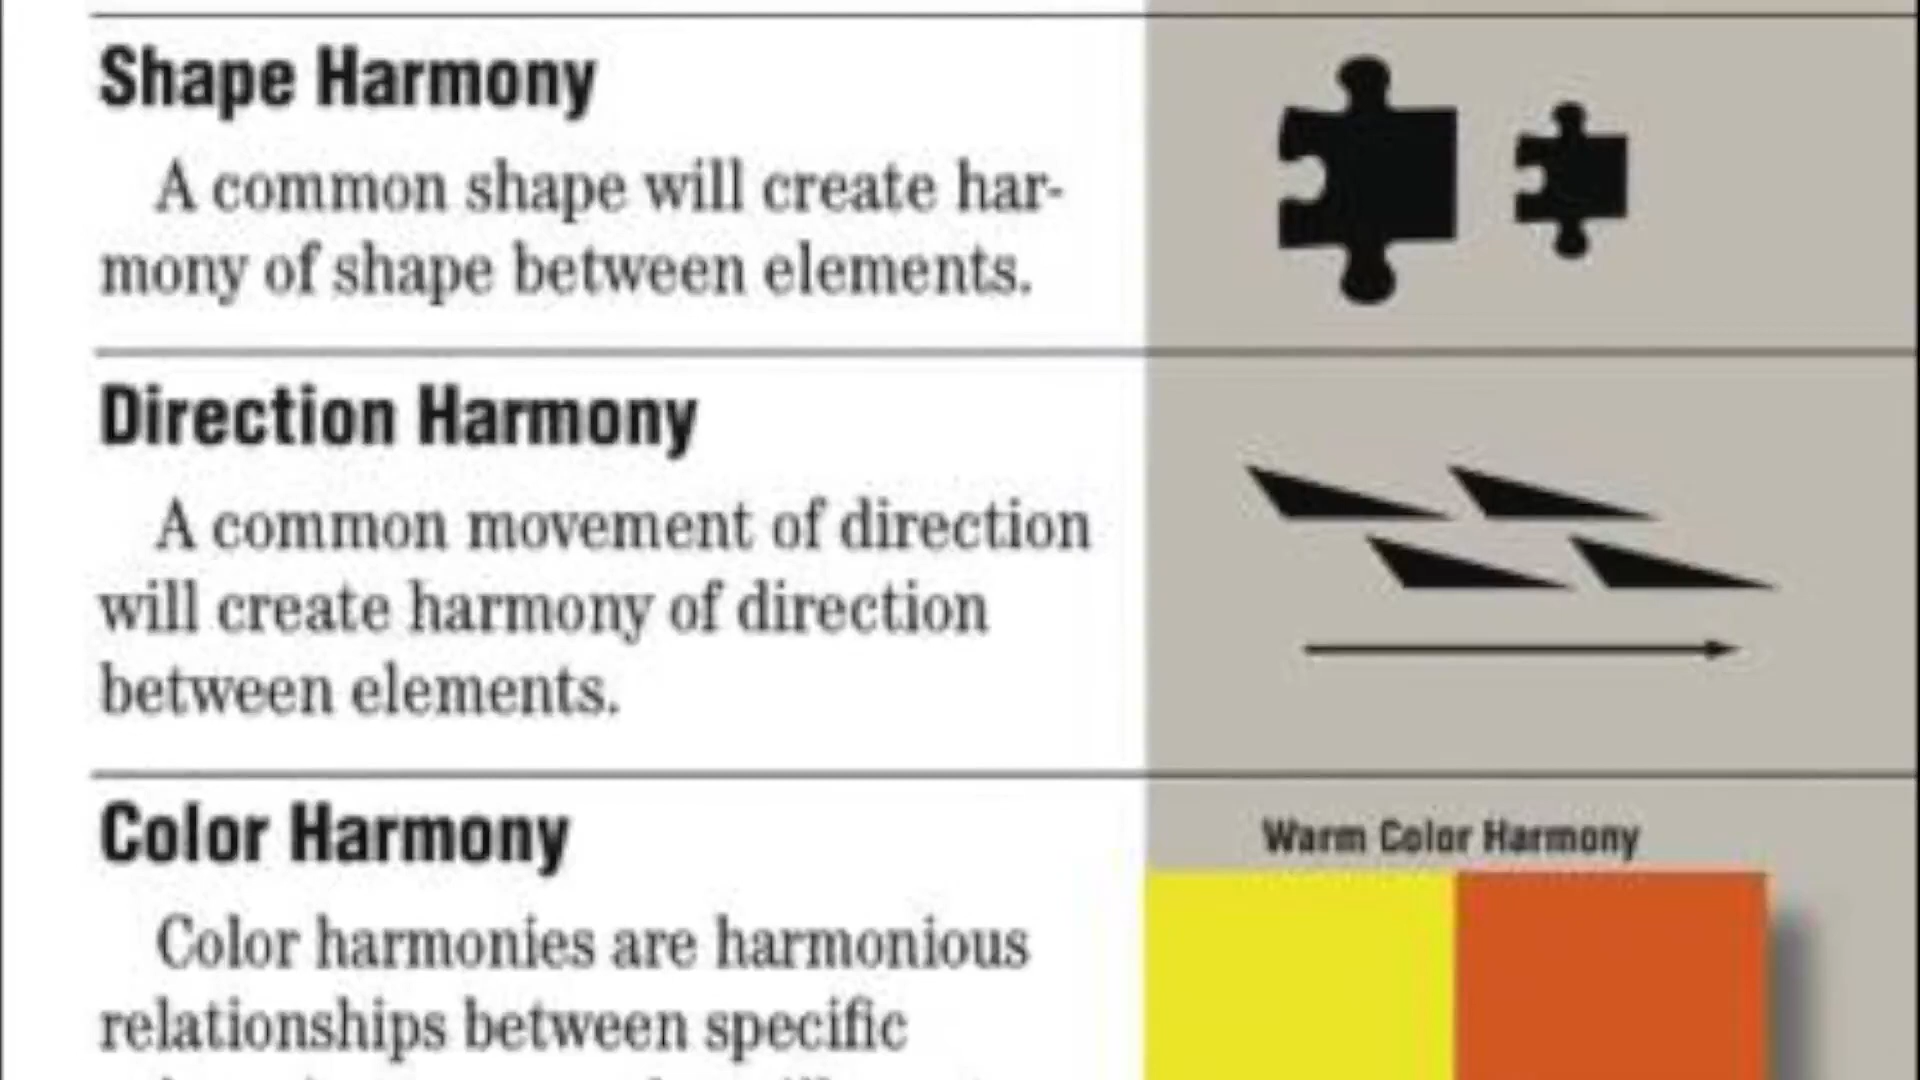 Shape Harmony
A common shape will create har-
mony of shape between elements.
Direction Harmony
A common movement of direction
will create harmony of direction
between elements.
Color Harmony
Warm Color Harmony
Color harmonies are harmonious
relationships between specific